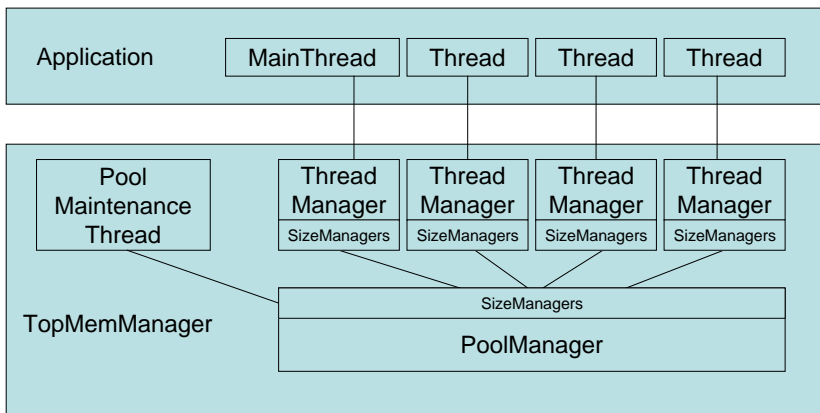 Application
MainThread
Thread
Thread
Thread
Pool
Maintenance
Thread
Thread
Manager
SizeManagers
Thread
Manager
SizeManagers
Thread
Manager
SizeManagers
Thread
Manager
SizeManagers
TopMemManager
SizeManagers
PoolManager